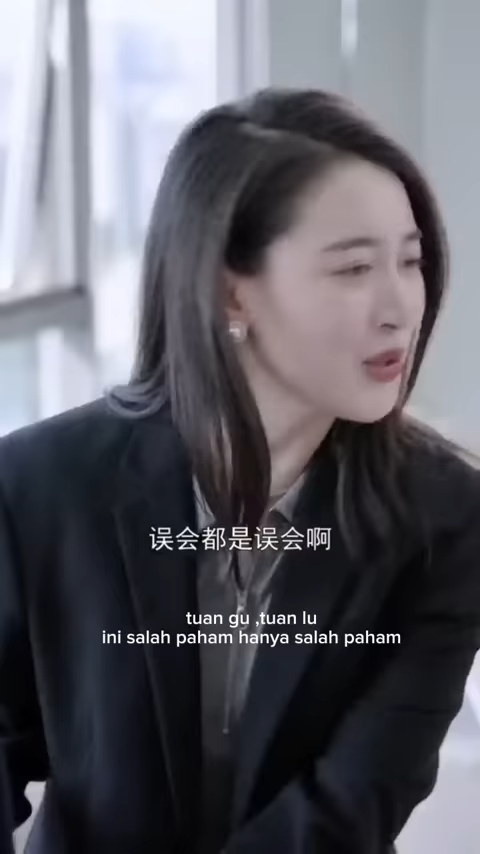 误会都是误会啊
tuan gu ,tuan lu
ini salah paham hanya salah paham